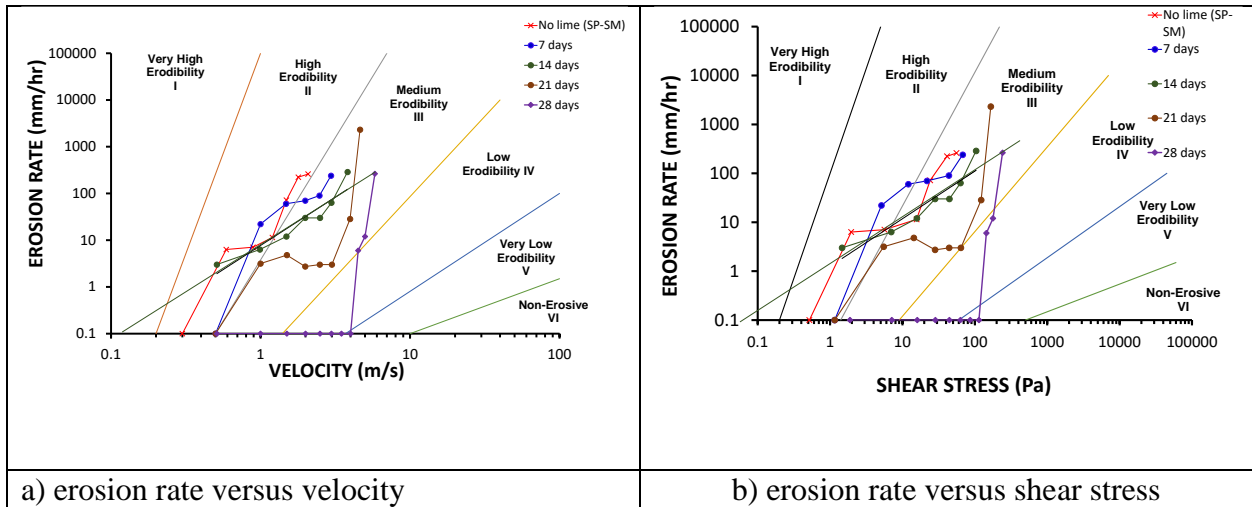 No lime (SP-SM)
7 days
14 days
21 days
28 days
Very High
Erodibility
I
High
Erodibility
II
Medium
Erodibility
III
Low
Erodibility IV
Very Low
Erodibility
V
Non-Erosive
VI
100000
10000
1000
100
10
1
0.1
EROSION RATE (mm/hr)
0.1 1 10 100
VELOCITY (m/s)
a) erosion rate versus velocity
No lime (SP-
SM)
7 days
14 days
21 days
28 days
Very High
Erodibility
I
High
Erodibility
II
Medium
Erodibility
III
Low
Erodibility
IV
Very Low
Erodibility
V
Non-Erosive
VI
100000
10000
1000
100
10
1
0.1
EROSION RATE (mm/hr)
0.1 1 10 100 1000 10000 100000
SHEAR STRESS (Pa)
b) erosion rate versus shear stress